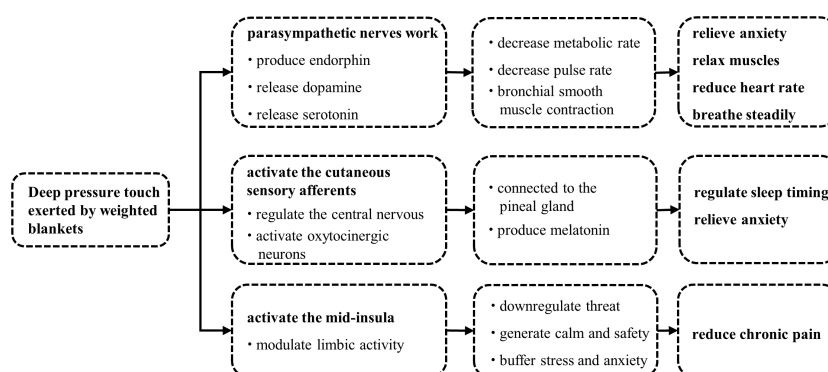 Deep pressure touch
exerted by weighted
blankets
parasympathetic nerves work
• produce endorphin
• release dopamine
• release serotonin
• decrease metabolic rate
• decrease pulse rate
• bronchial smooth
muscle contraction
relieve anxiety
relax muscles
reduce heart rate
breathe steadily
activate the cutaneous
sensory afferents
• regulate the central nervous
• activate oxytocinergic
neurons
• connected to the
pineal gland
• produce melatonin
regulate sleep timing
relieve anxiety
activate the mid-insula
• modulate limbic activity
• downregulate threat
• generate calm and safety
• buffer stress and anxiety
reduce chronic pain